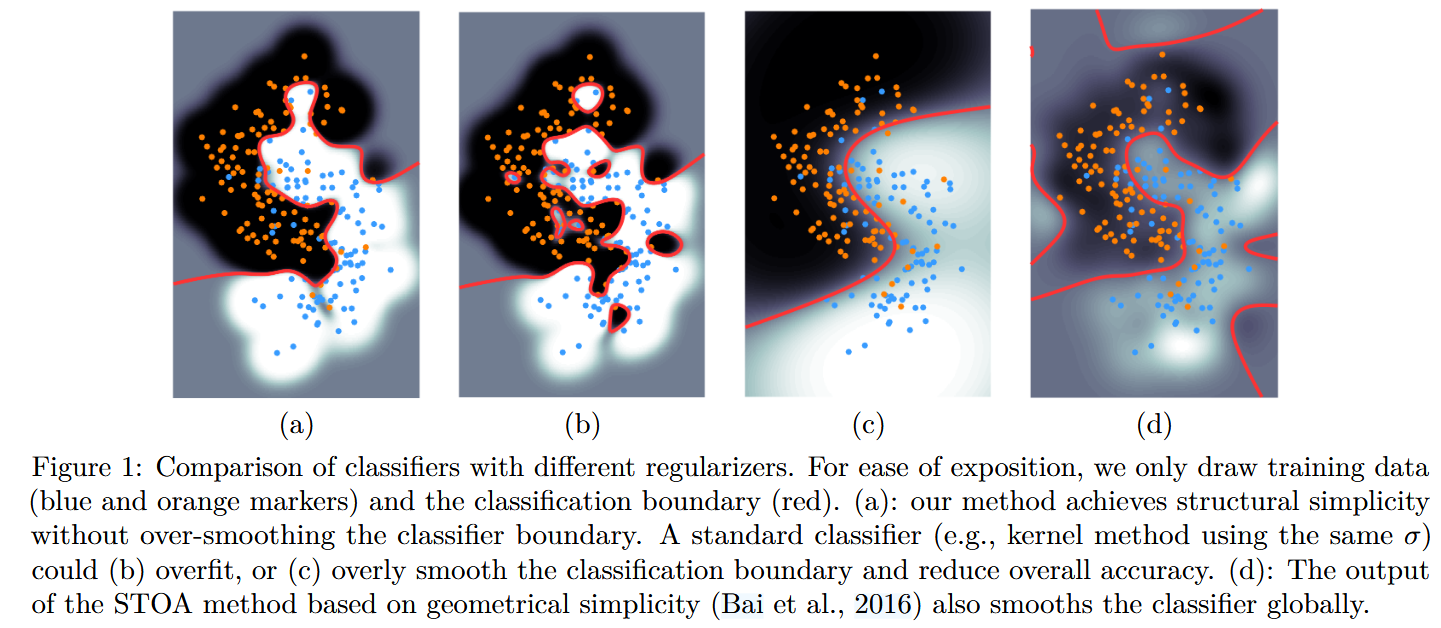 (a) (b) (c) (d)
Figure 1: Comparison of classifiers with different regularizers. For ease of exposition, we only draw training data
(blue and orange markers) and the classification boundary (red). (a): our method achieves structural simplicity
without over-smoothing the classifier boundary. A standard classifier (e.g., kernel method using the same σ)
could (b) overfit, or (c) overly smooth the classification boundary and reduce overall accuracy. (d): The output
of the STOA method based on geometrical simplicity (Bai et al., 2016) also smooths the classifier globally.